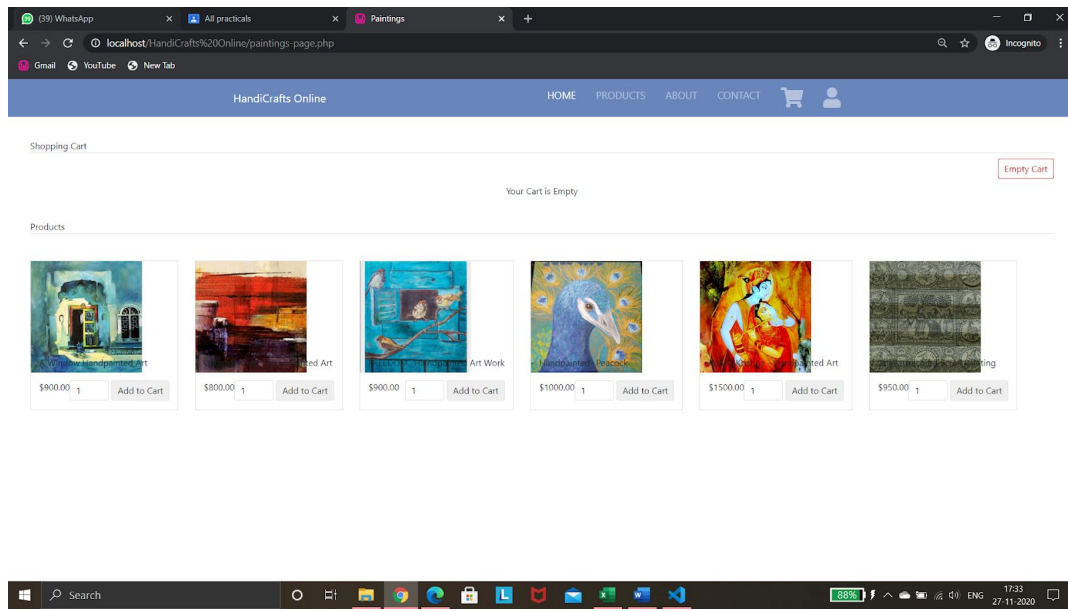 (39) WhatsApp
All practicals
Paintings
localhost/HandiCrafts%20Online/paintings-page.php
Incognito
Gmail YouTube New Tab
HandiCrafts Online HOME PRODUCTS ABOUT CONTACT
Shopping Cart
Empty Cart
Your Cart is Empty
Products
Window Handpainted Art
ted Art
Art Work
Handpainted Peacock
ted Art
ting
$900.00 1 Add to Cart
$800.00 1 Add to Cart
$900.00 1 Add to Cart
$1000.00 1 Add to Cart
$1500.00 1 Add to Cart
$950.00 1 Add to Cart
Search
88%
ENG
17:33
27-11-2020